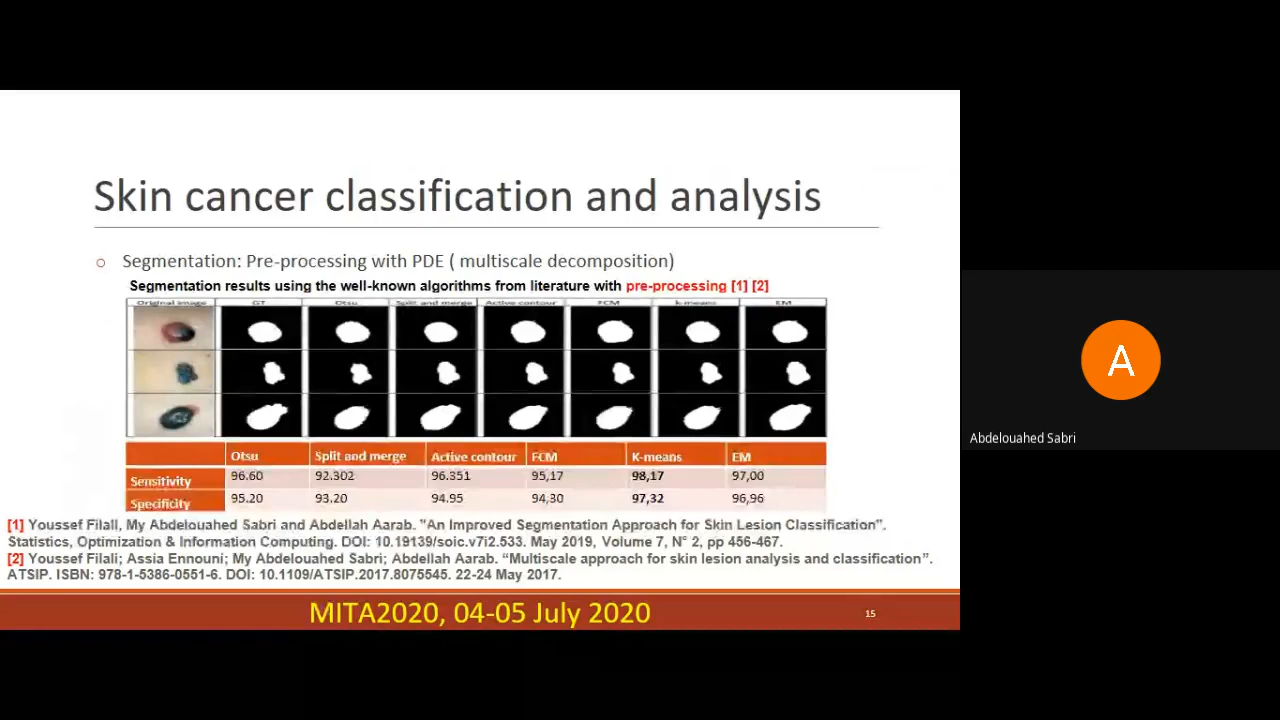 Skin cancer classification and analysis
Segmentation: Pre-processing with PDE ( multiscale decomposition)
Segmentation results using the well-known algorithms from literature with pre-processing [1] [2]
Original image GT Otsu Split and merge Active contour FCM k-means EM
Otsu Split and merge Active contour FCM K-means EM
Sensitivity 96.60 92.302 96.351 95,17 98,17 97,00
Specificity 95.20 93.20 94.95 94,30 97,32 96,96
[1] Youssef Filali, My Abdelouahed Sabri and Abdellah Aarab. "An Improved Segmentation Approach for Skin Lesion Classification".
Statistics, Optimization & Information Computing. DOI: 10.19139/soic.v7i2.533. May 2019, Volume 7, N° 2, pp 456-467.
[2] Youssef Filali; Assia Ennouni; My Abdelouahed Sabri; Abdellah Aarab. “Multiscale approach for skin lesion analysis and classification”.
ATSIP. ISBN: 978-1-5386-0551-6. DOI: 10.1109/ATSIP.2017.8075545. 22-24 May 2017.
MITA2020, 04-05 July 2020
15
A
Abdelouahed Sabri